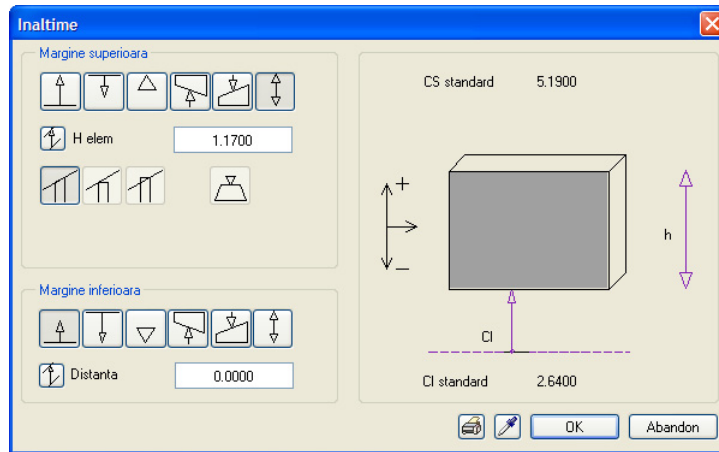 Inaltime
Margine superioara
H elem 1.1700
Margine inferioara
Distanta 0.0000
CS standard 5.1900
+
−
h
CI
CI standard 2.6400
OK Abandon